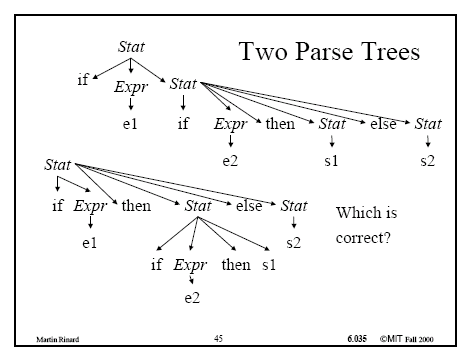 Two Parse Trees
Stat
if Expr Stat
e1 if Expr then Stat else Stat
e2 s1 s2
Stat
if Expr then Stat else Stat
e1 s2
if Expr then s1
e2
Which is
correct?
Martin Rinard 45 6.035 ©MIT Fall 2000